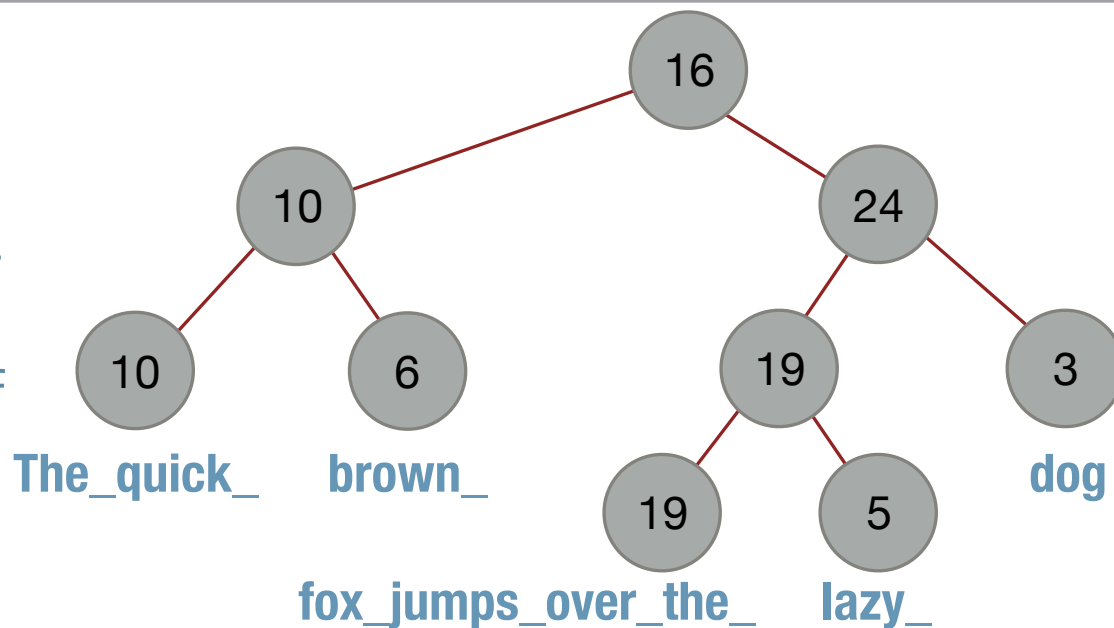 16
10 24
10 6 19 3
The_quick_ brown_ dog
19 5
fox_jumps_over_the_ lazy_